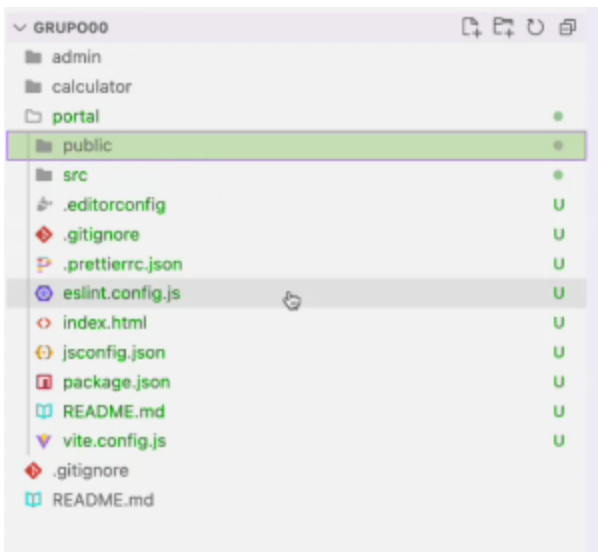 GRUPO00
admin
calculator
portal
public
src
.editorconfig U
.gitignore U
.prettierrc.json U
eslint.config.js U
index.html U
jsconfig.json U
package.json U
README.md U
vite.config.js U
.gitignore
README.md